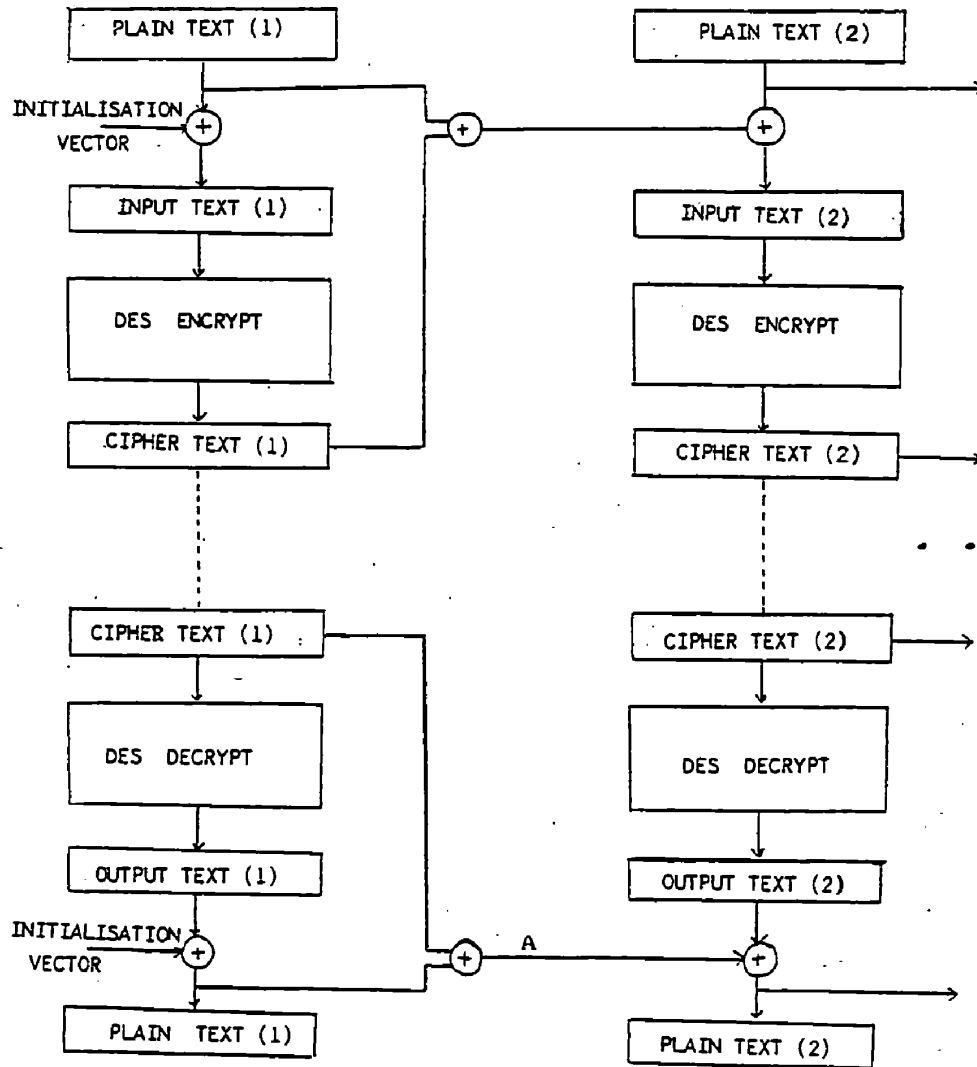 PLAIN TEXT (1)
PLAIN TEXT (2)
INITIALISATION
VECTOR
+
+
+
INPUT TEXT (1)
INPUT TEXT (2)
DES ENCRYPT
DES ENCRYPT
CIPHER TEXT (1)
CIPHER TEXT (2)
CIPHER TEXT (1)
CIPHER TEXT (2)
DES DECRYPT
DES DECRYPT
OUTPUT TEXT (1)
OUTPUT TEXT (2)
INITIALISATION
VECTOR
+
+
A
+
PLAIN TEXT (1)
PLAIN TEXT (2)